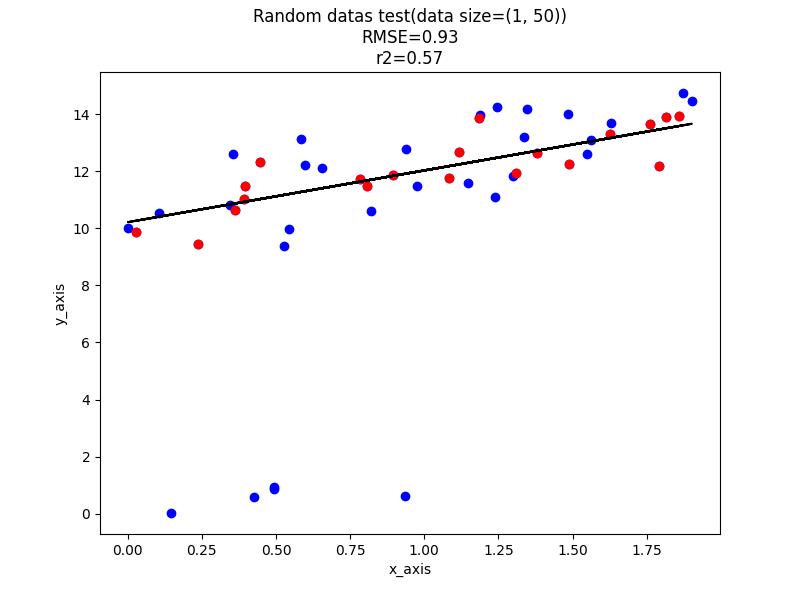 Random datas test(data size=(1, 50))
RMSE=0.93
r2=0.57
14
12
10
8
6
4
2
0
y_axis
0.00 0.25 0.50 0.75 1.00 1.25 1.50 1.75
x_axis